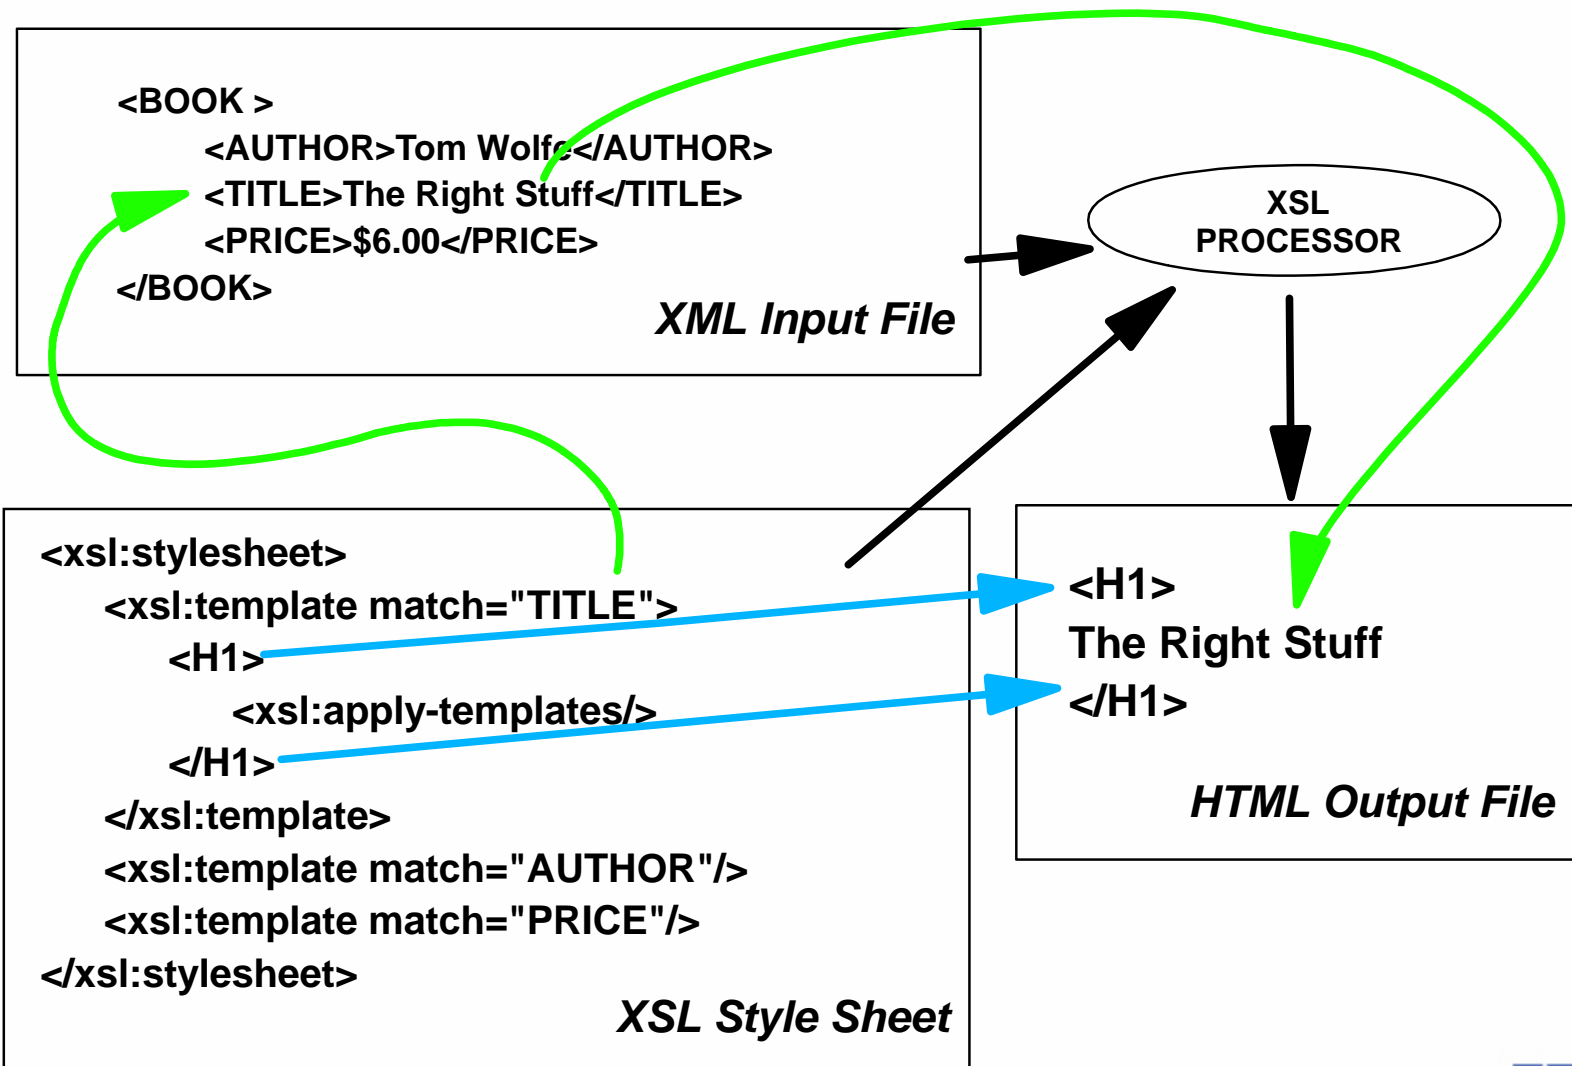 <BOOK >
<AUTHOR>Tom Wolfe</AUTHOR>
<TITLE>The Right Stuff</TITLE>
<PRICE>$6.00</PRICE>
</BOOK>
XML Input File
XSL
PROCESSOR
<xsl:stylesheet>
<xsl:template match="TITLE">
<H1>
<xsl:apply-templates/>
</H1>
</xsl:template>
<xsl:template match="AUTHOR"/>
<xsl:template match="PRICE"/>
</xsl:stylesheet>
XSL Style Sheet
<H1>
The Right Stuff
</H1>
HTML Output File